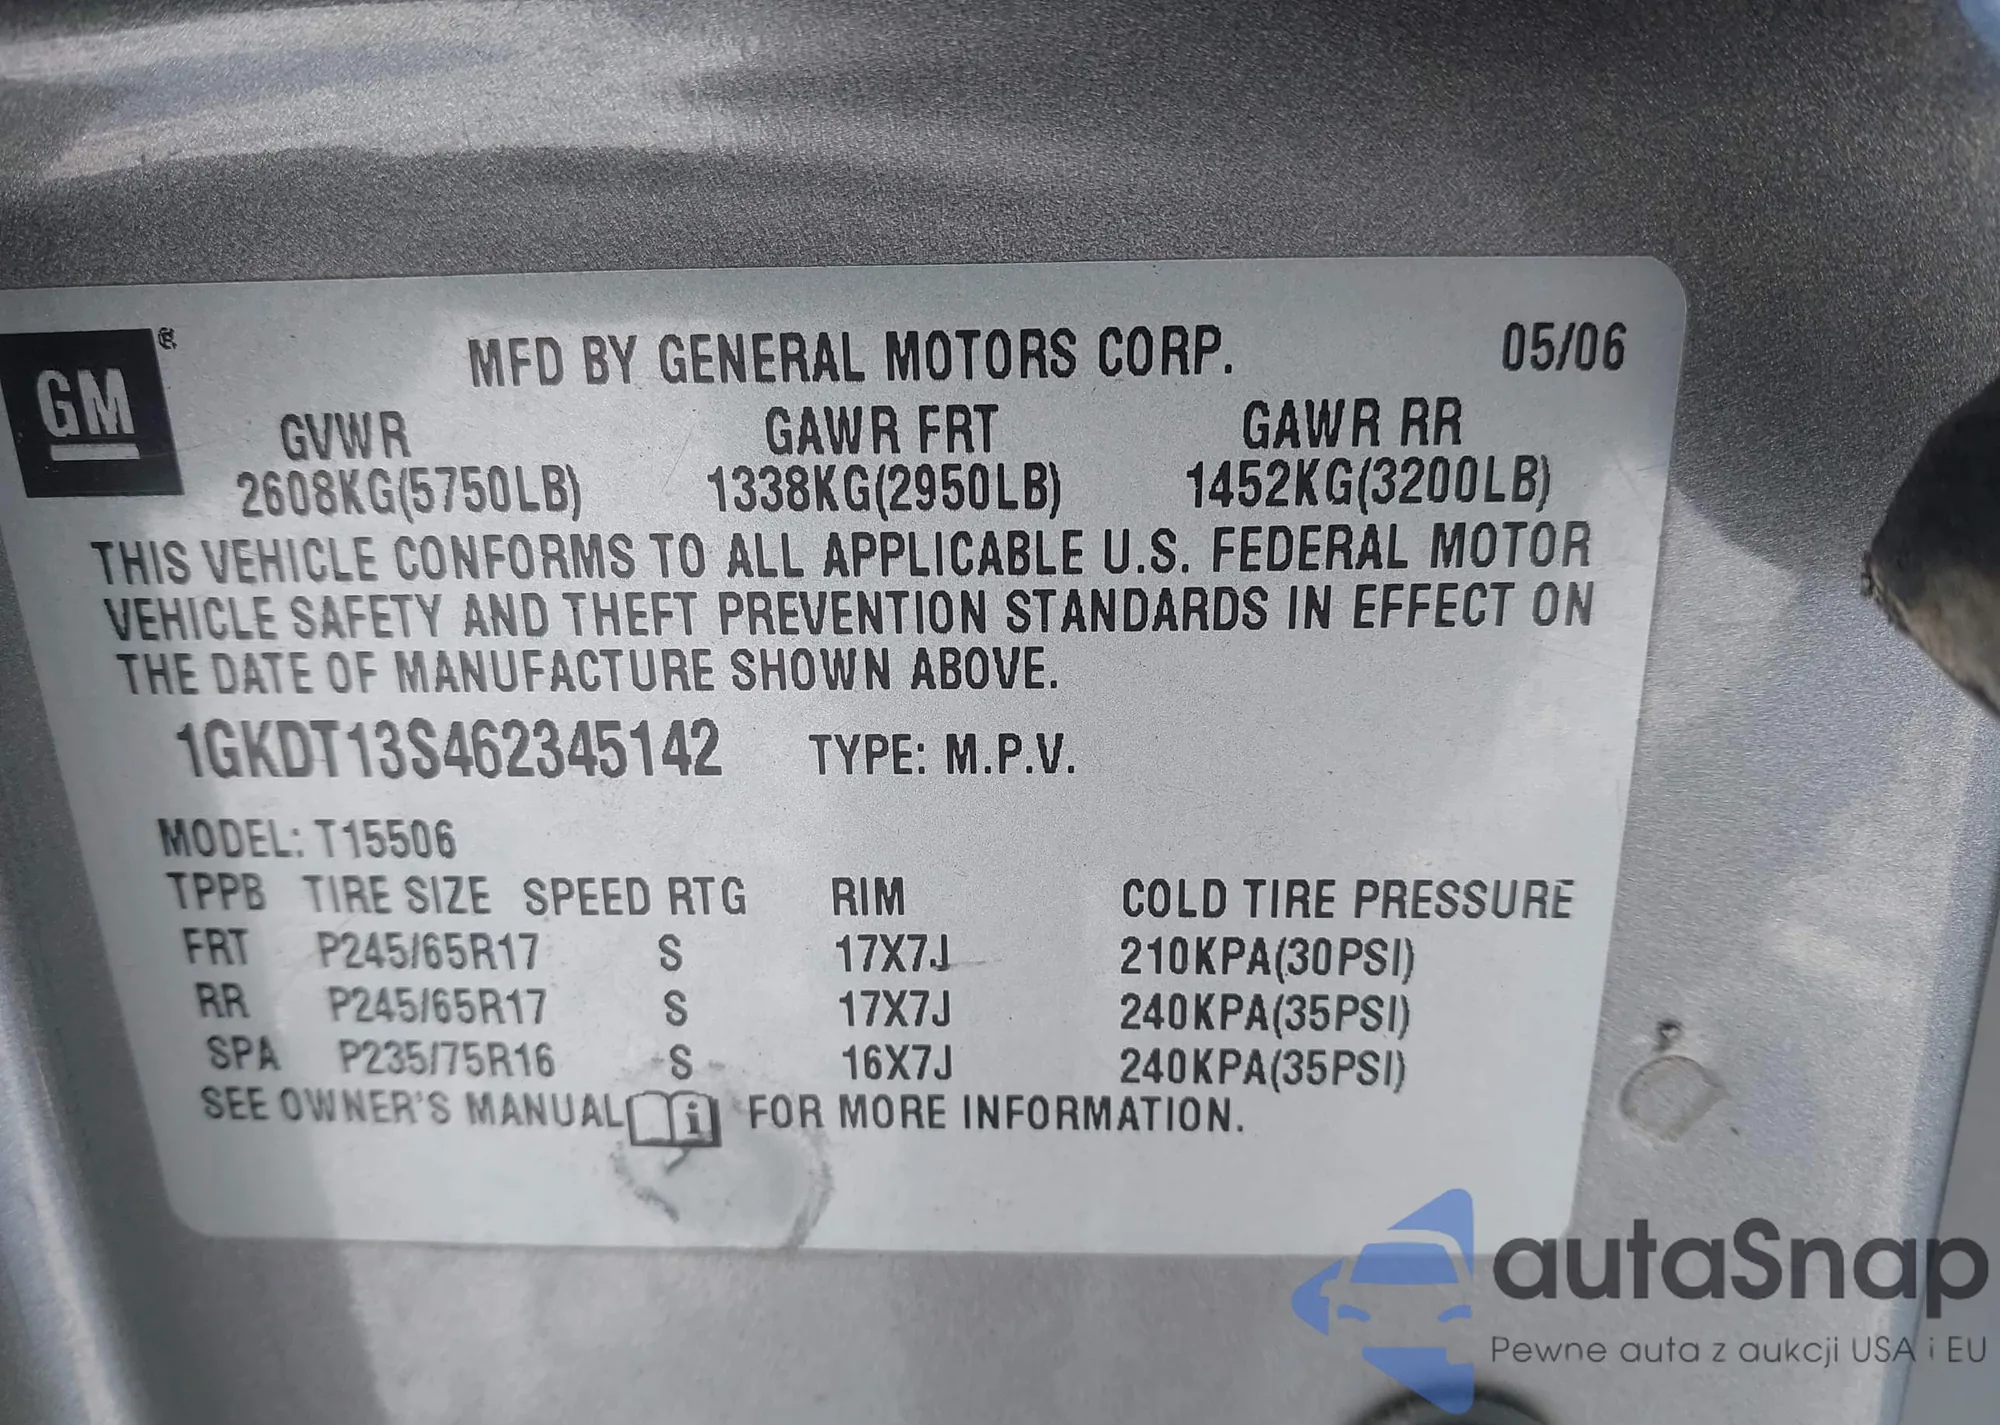 GM®
MFD BY GENERAL MOTORS CORP. 05/06
GVWR GAWR FRT GAWR RR
2608KG(5750LB) 1338KG(2950LB) 1452KG(3200LB)
THIS VEHICLE CONFORMS TO ALL APPLICABLE U.S. FEDERAL MOTOR
VEHICLE SAFETY AND THEFT PREVENTION STANDARDS IN EFFECT ON
THE DATE OF MANUFACTURE SHOWN ABOVE.
1GKDT13S462345142 TYPE: M.P.V.
MODEL: T15506
TPPB TIRE SIZE SPEED RTG RIM COLD TIRE PRESSURE
FRT P245/65R17 S 17X7J 210KPA(30PSI)
RR P245/65R17 S 17X7J 240KPA(35PSI)
SPA P235/75R16 S 16X7J 240KPA(35PSI)
SEE OWNER'S MANUAL i FOR MORE INFORMATION.
autaSnap
Pewne auta z aukcji USA i EU